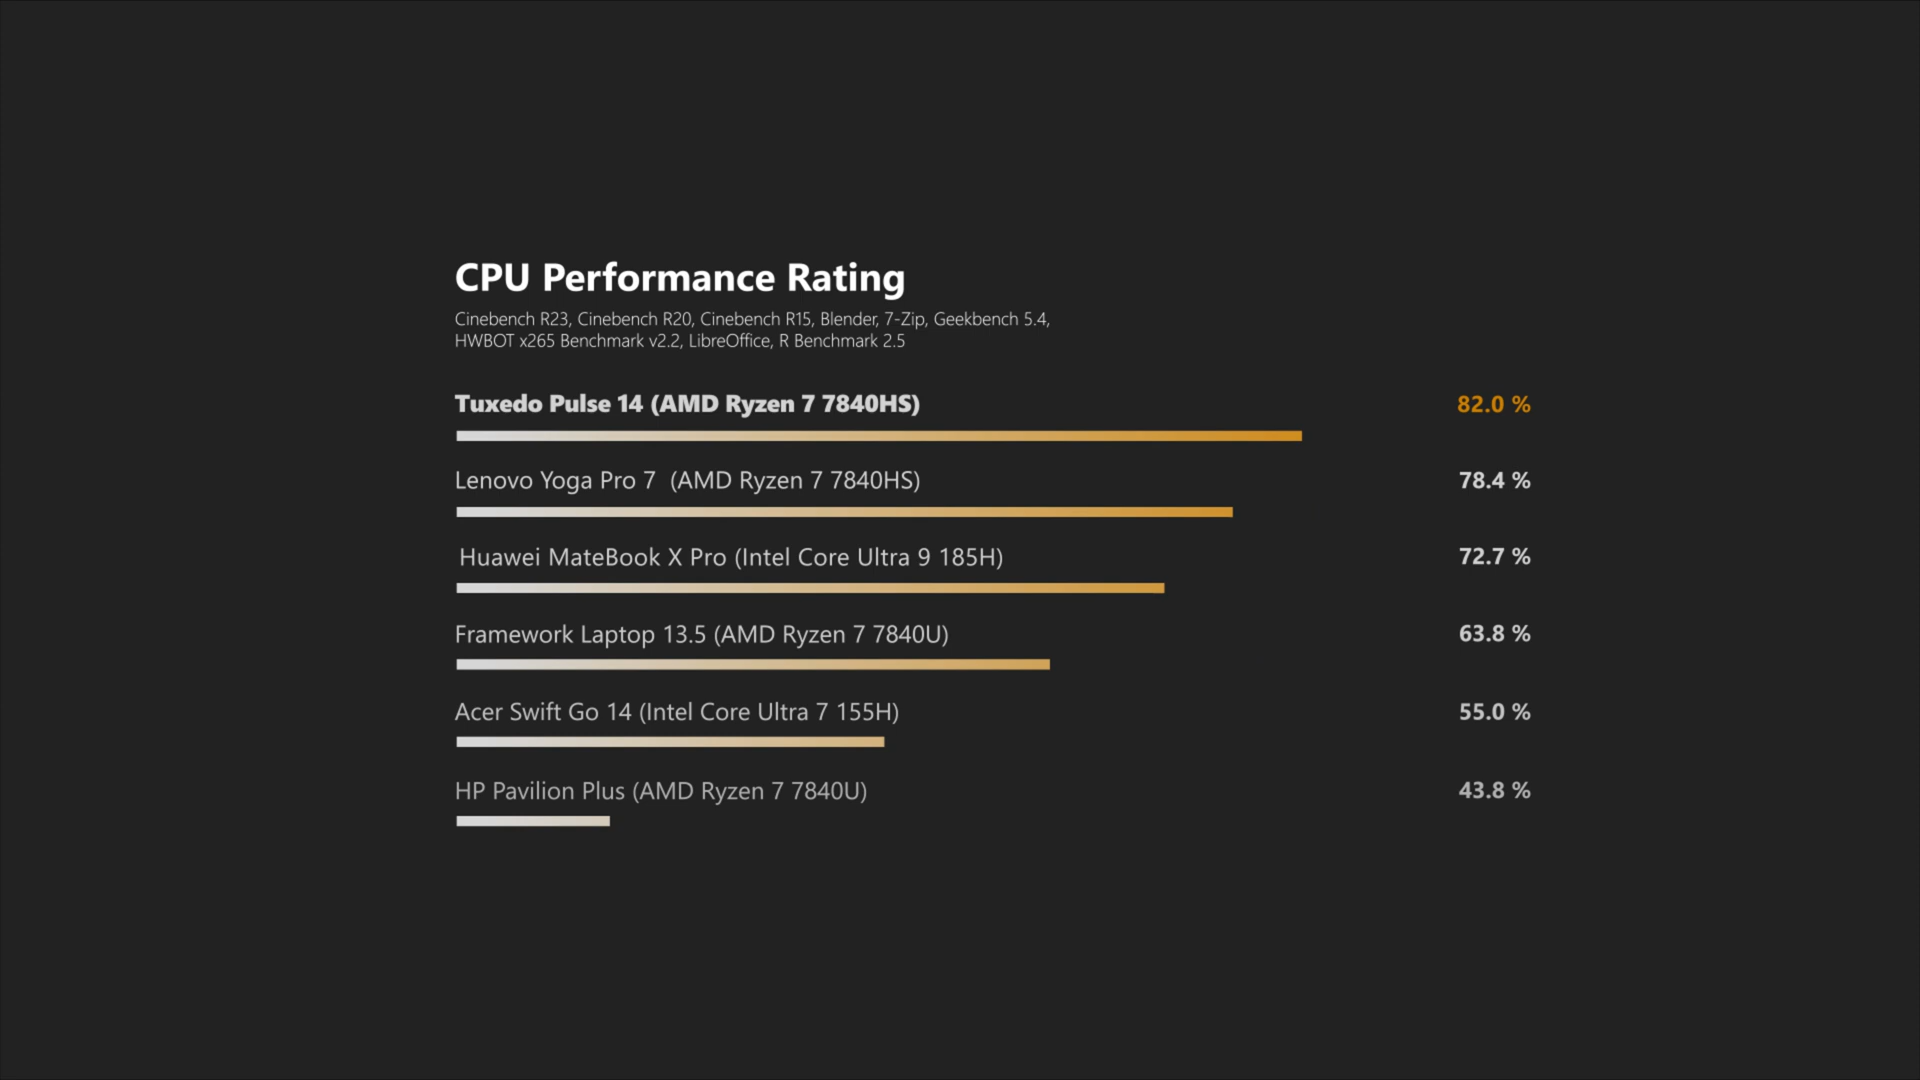 CPU Performance Rating
Cinebench R23, Cinebench R20, Cinebench R15, Blender, 7-Zip, Geekbench 5.4,
HWBOT x265 Benchmark v2.2, LibreOffice, R Benchmark 2.5
Tuxedo Pulse 14 (AMD Ryzen 7 7840HS) 82.0 %
Lenovo Yoga Pro 7 (AMD Ryzen 7 7840HS) 78.4 %
Huawei MateBook X Pro (Intel Core Ultra 9 185H) 72.7 %
Framework Laptop 13.5 (AMD Ryzen 7 7840U) 63.8 %
Acer Swift Go 14 (Intel Core Ultra 7 155H) 55.0 %
HP Pavilion Plus (AMD Ryzen 7 7840U) 43.8 %